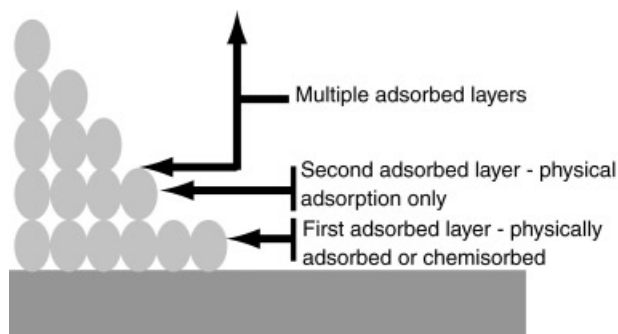 Multiple adsorbed layers
Second adsorbed layer - physical
adsorption only
First adsorbed layer - physically
adsorbed or chemisorbed